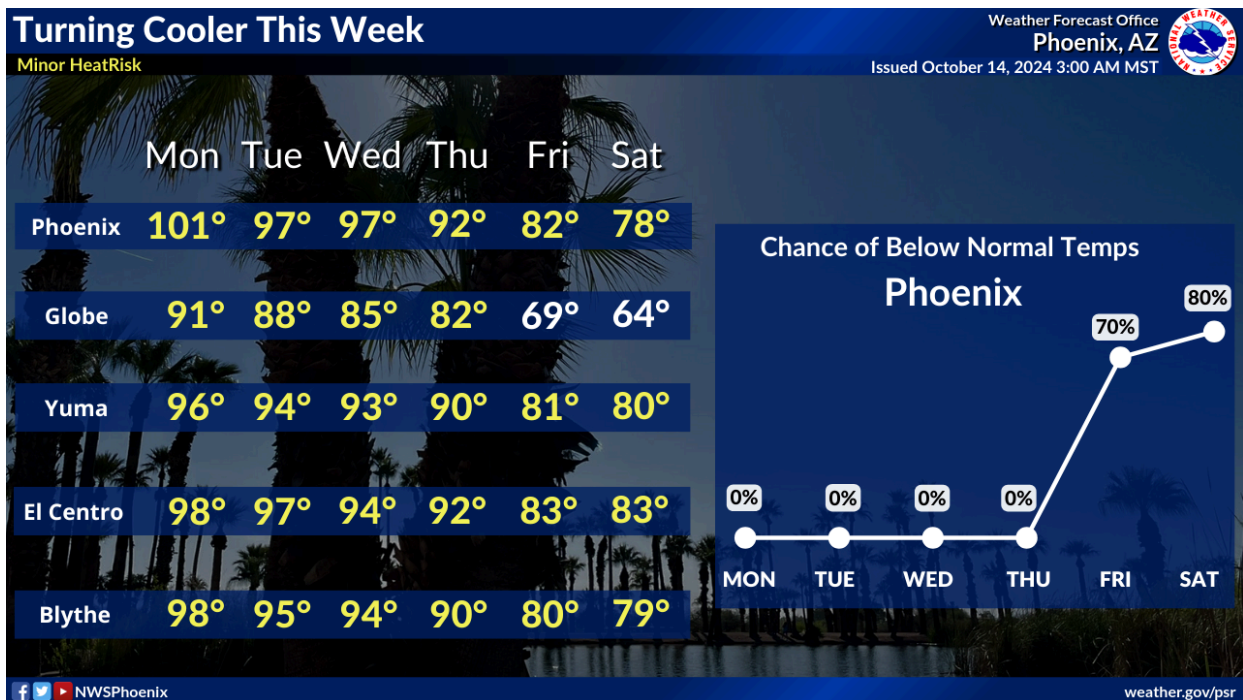 Turning Cooler This Week
Minor HeatRisk
Weather Forecast Office
Phoenix, AZ
Issued October 14, 2024 3:00 AM MST
NATIONAL WEATHER SERVICE
Mon Tue Wed Thu Fri Sat
Phoenix 101° 97° 97° 92° 82° 78°
Globe 91° 88° 85° 82° 69° 64°
Yuma 96° 94° 93° 90° 81° 80°
El Centro 98° 97° 94° 92° 83° 83°
Blythe 98° 95° 94° 90° 80° 79°
Chance of Below Normal Temps
Phoenix
0% 0% 0% 0% 70% 80%
MON TUE WED THU FRI SAT
NWSPhoenix
weather.gov/psr